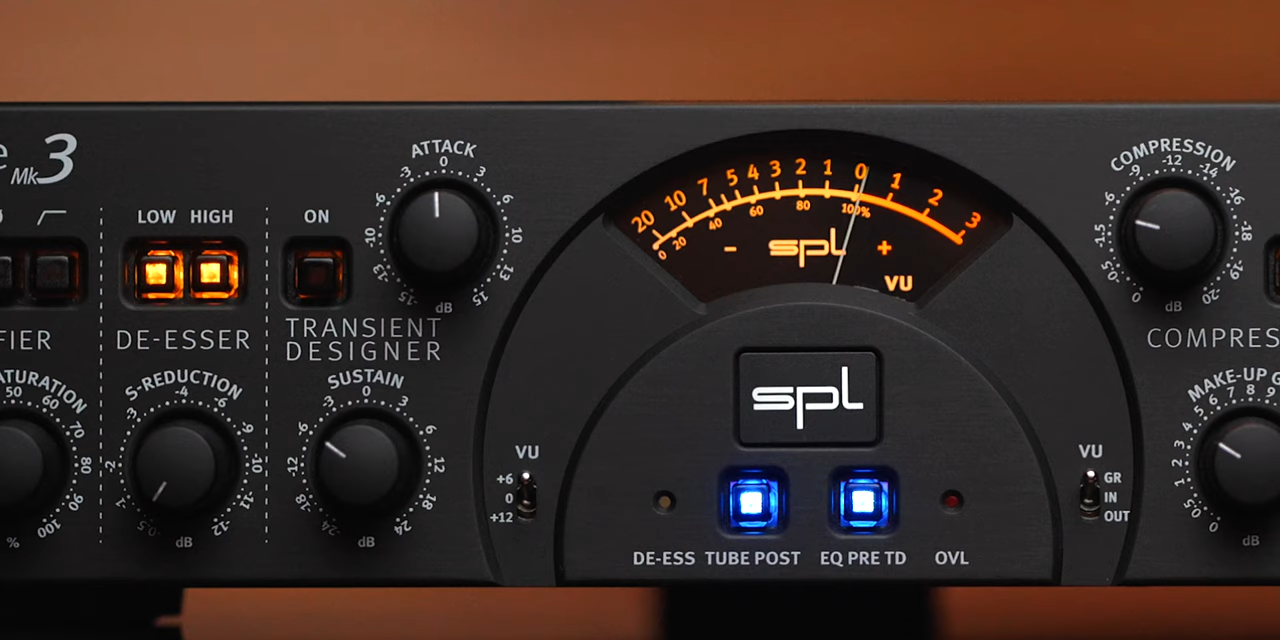 Mk3
ATTACK
-15 -13 -10 -6 -3 0 3 6 10 13 15
dB
LOW HIGH
ON
DE-ESSER
TRANSIENT
DESIGNER
S-REDUCTION
-0.5 -1 -2 -3 -4 -6 -9 -10 -11 -12
dB
SUSTAIN
-24 -18 -12 -6 -3 0 3 6 12 18 24
dB
50 60 70 80 90 100
%
20 10 7 5 4 3 2 1 0 1 2 3
0 20 40 60 80 100%
- spl +
VU
spl
VU
+6
0
+12
DE-ESS TUBE POST EQ PRE TD OVL
VU
GR
IN
OUT
COMPRESSION
0 -0.5 -1.5 -6 -9 -12 -14 -16 -18 -19 -20
dB
MAKE-UP
0 0.5 1 2 3 4 5 6 7 8 9
dB